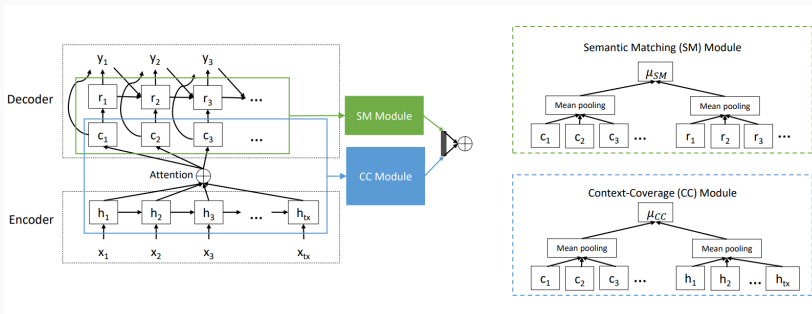 y1 y2 y3
Decoder
r1 r2 r3 ...
c1 c2 c3 ...
Attention
Encoder
h1 h2 h3 ... htx
x1 x2 x3 xtx
SM Module
CC Module
Semantic Matching (SM) Module
μSM
Mean pooling Mean pooling
c1 c2 c3 ... r1 r2 r3 ...
Context-Coverage (CC) Module
μCC
Mean pooling Mean pooling
c1 c2 c3 ... h1 h2 ... htx